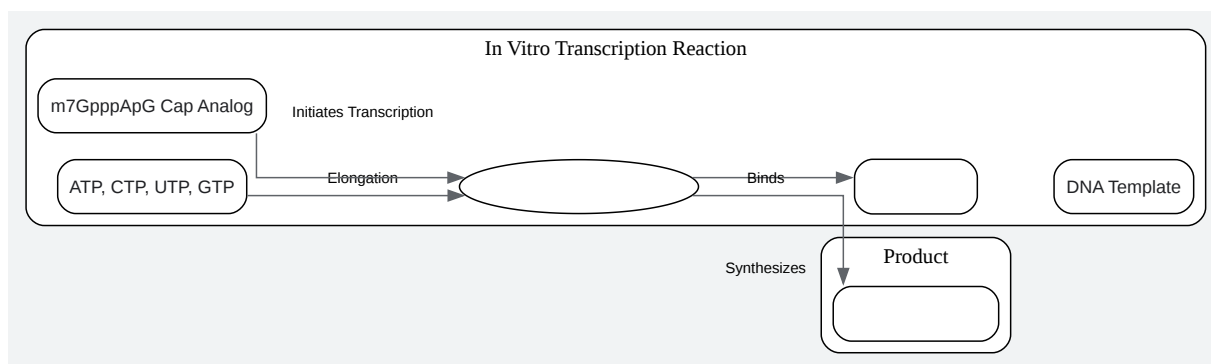 In Vitro Transcription Reaction
m7GpppApG Cap Analog
Initiates Transcription
ATP, CTP, UTP, GTP
Elongation
Binds
DNA Template
Synthesizes
Product